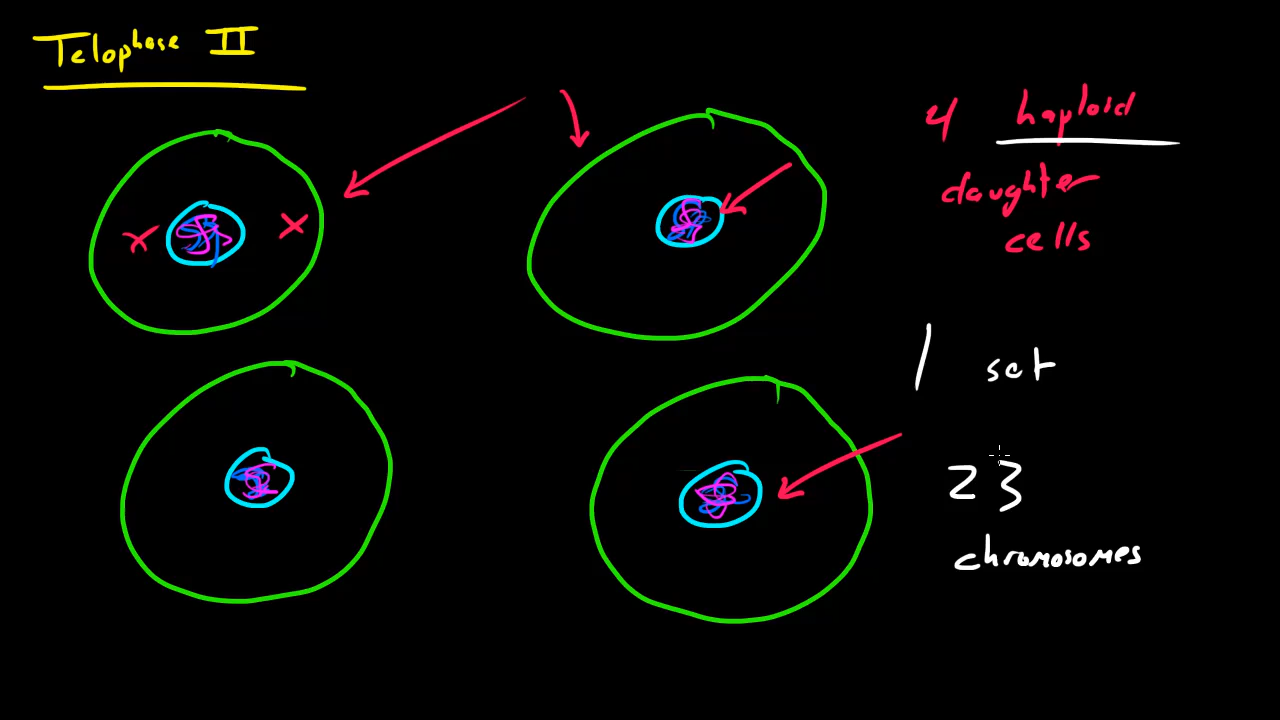 Telophase II
4 haploid
daughter
cells
1 set
23
chromosomes